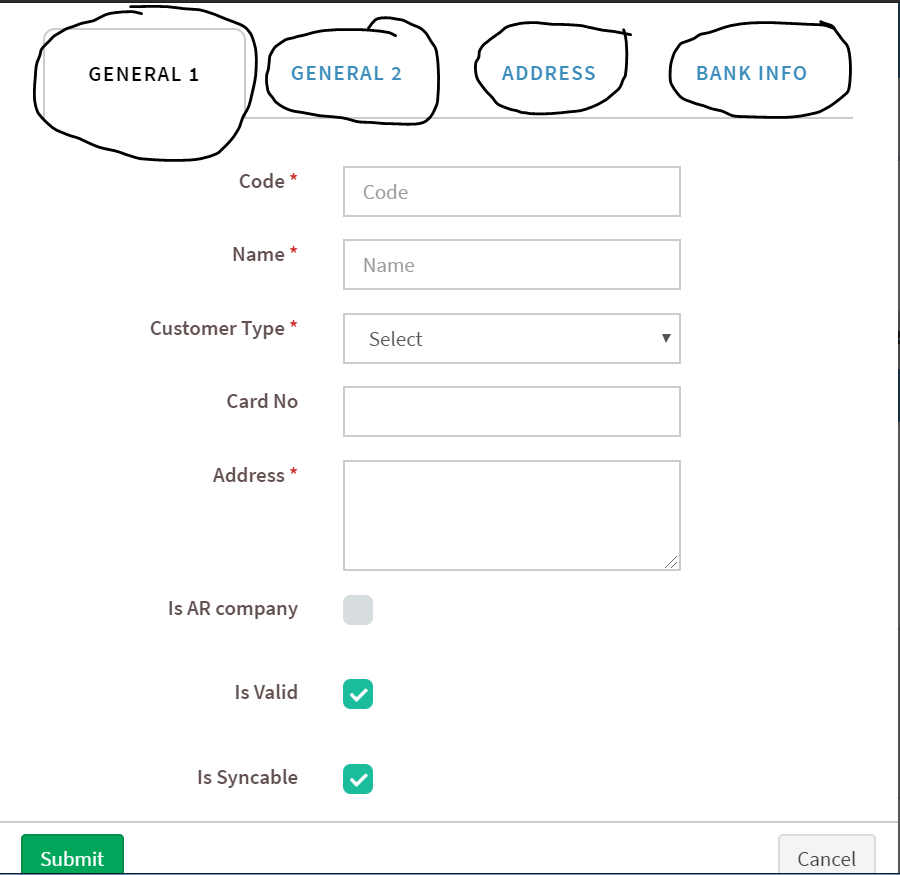 GENERAL 1 GENERAL 2 ADDRESS BANK INFO
Code * Code
Name * Name
Customer Type * Select
Card No
Address *
Is AR company
Is Valid
Is Syncable
Submit Cancel